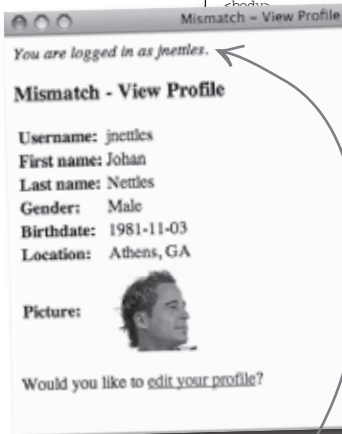 <body>
Mismatch – View Profile
You are logged in as jnettles.
Mismatch - View Profile
Username: jnettles
First name: Johan
Last name: Nettles
Gender: Male
Birthdate: 1981-11-03
Location: Athens, GA
Picture:
Would you like to edit your profile?